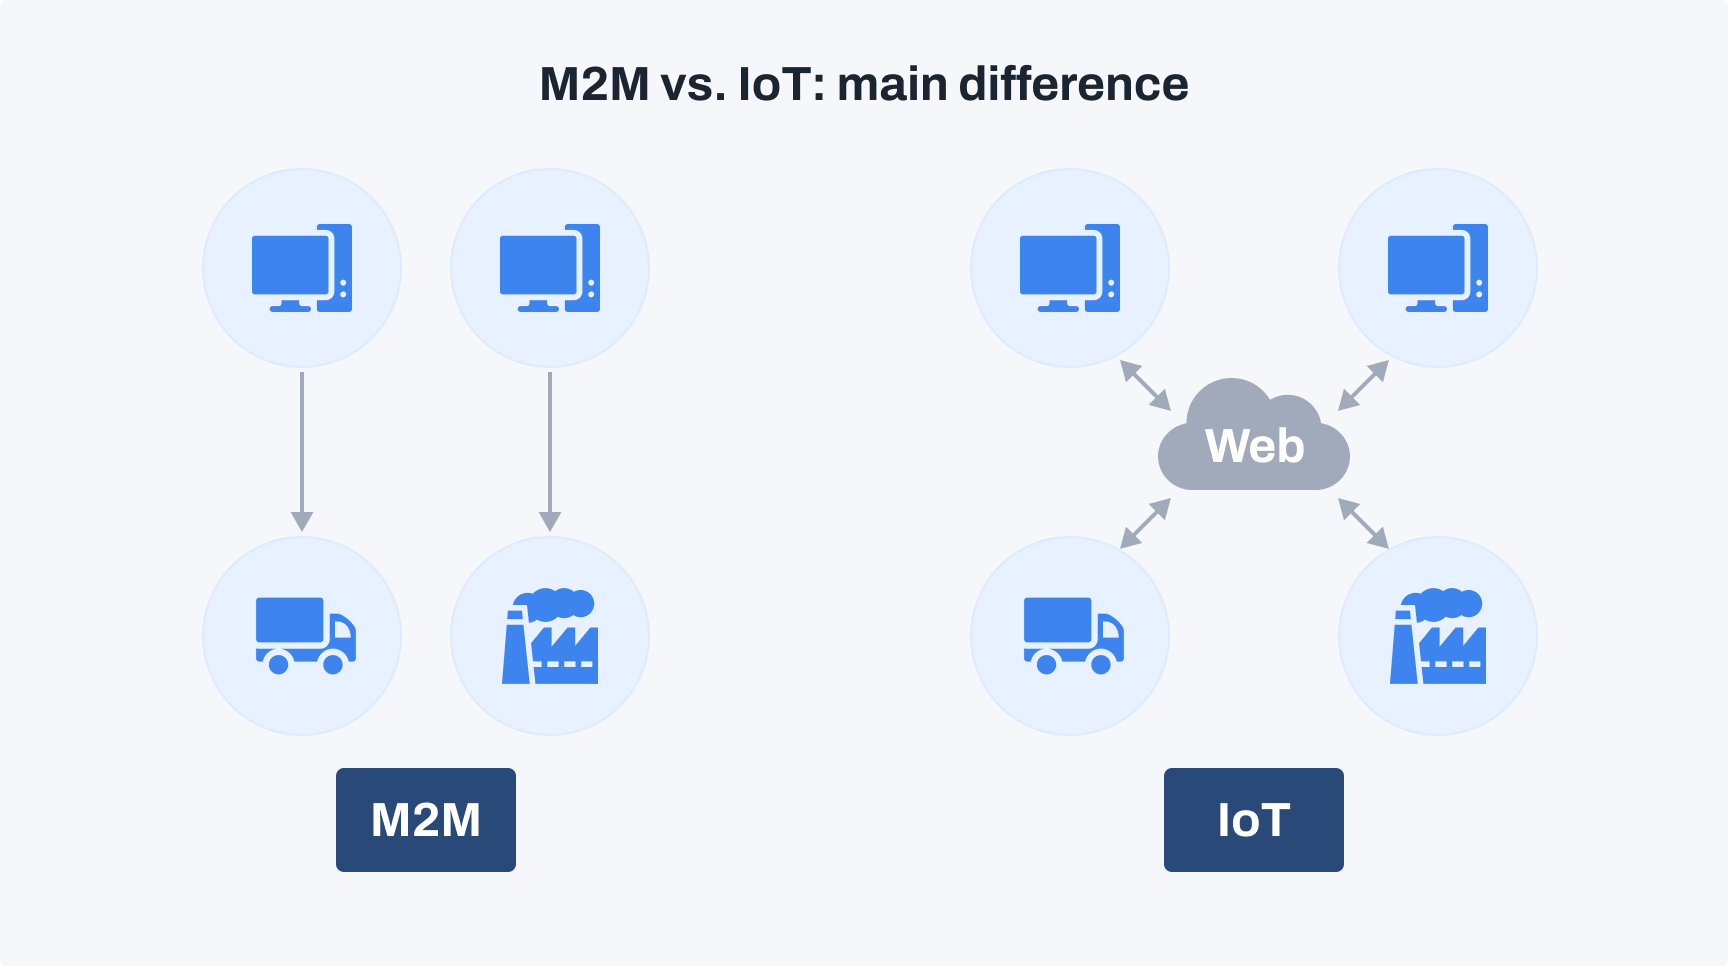 M2M vs. IoT: main difference
Web
M2M
IoT